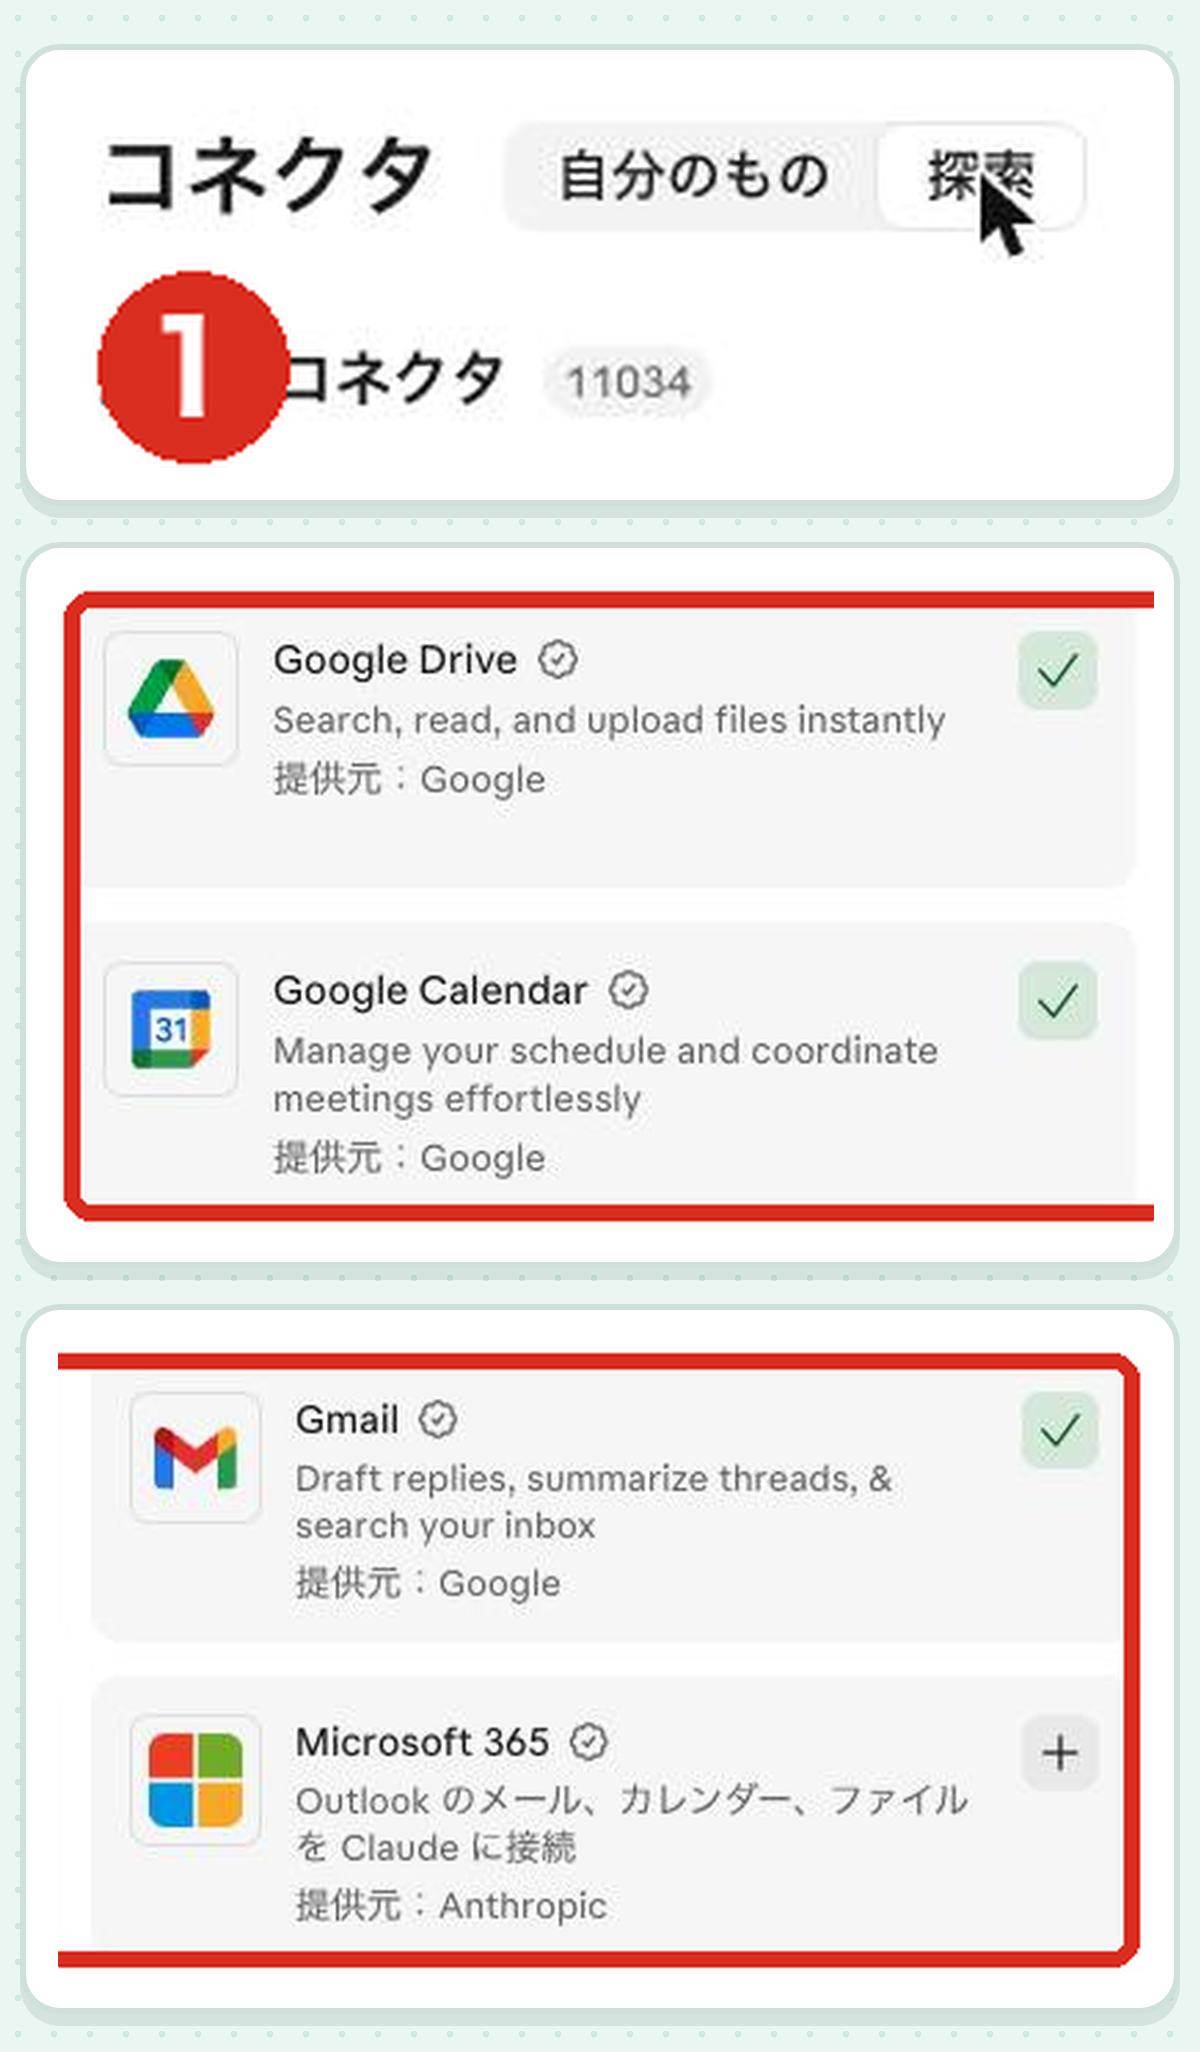 コネクタ
自分のもの
探索
1
コネクタ 11034
Google Drive
Search, read, and upload files instantly
提供元：Google
31
Google Calendar
Manage your schedule and coordinate
meetings effortlessly
提供元：Google
Gmail
Draft replies, summarize threads, &
search your inbox
提供元：Google
Microsoft 365
Outlook のメール、カレンダー、ファイル
を Claude に接続
提供元：Anthropic